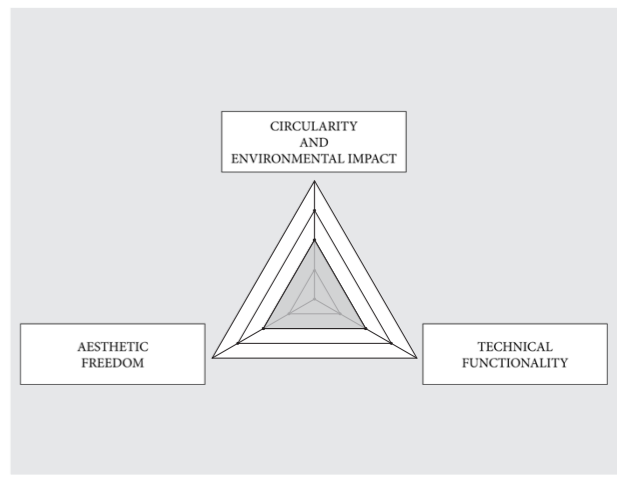 CIRCULARITY
AND
ENVIRONMENTAL IMPACT
AESTHETIC
FREEDOM
TECHNICAL
FUNCTIONALITY